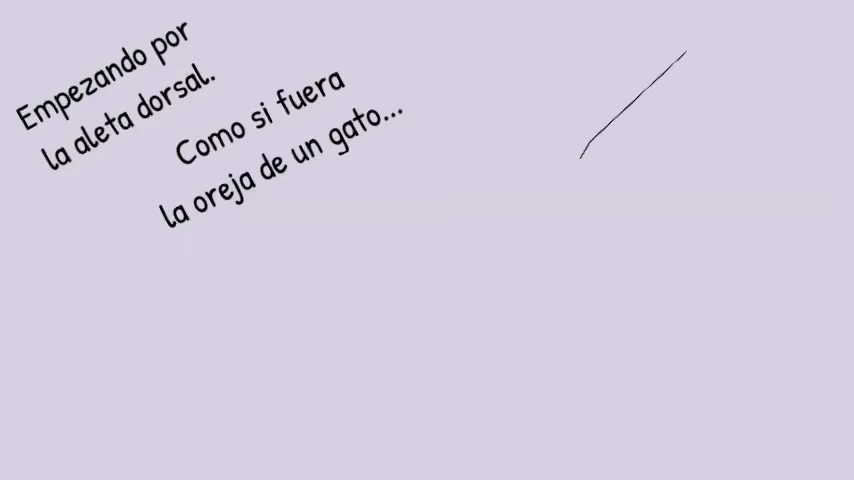 Empezando por
la aleta dorsal.
Como si fuera
la oreja de un gato...